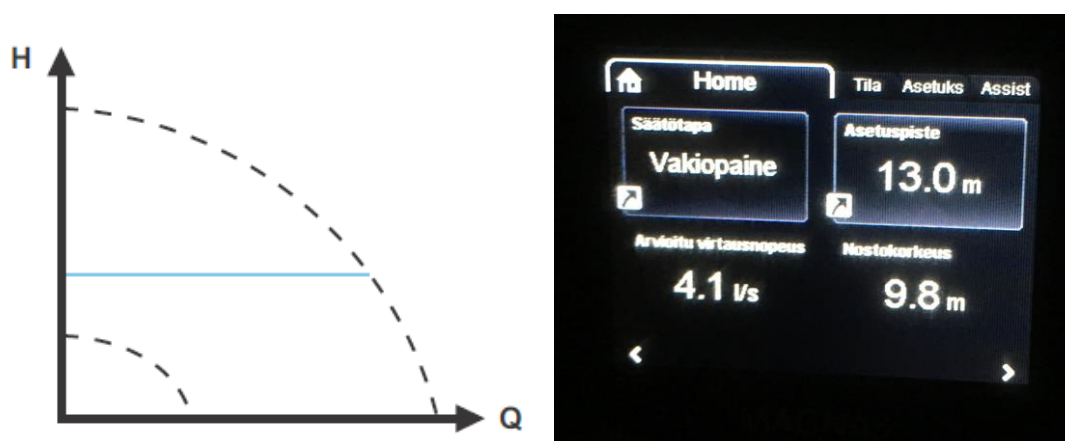 H
Q
Home
Tila
Asetuks
Assist
Säätötapa
Vakiopaine
Asetuspiste
13.0 m
Arvioitu virtausnopeus
4.1 l/s
Nostokorkeus
9.8 m